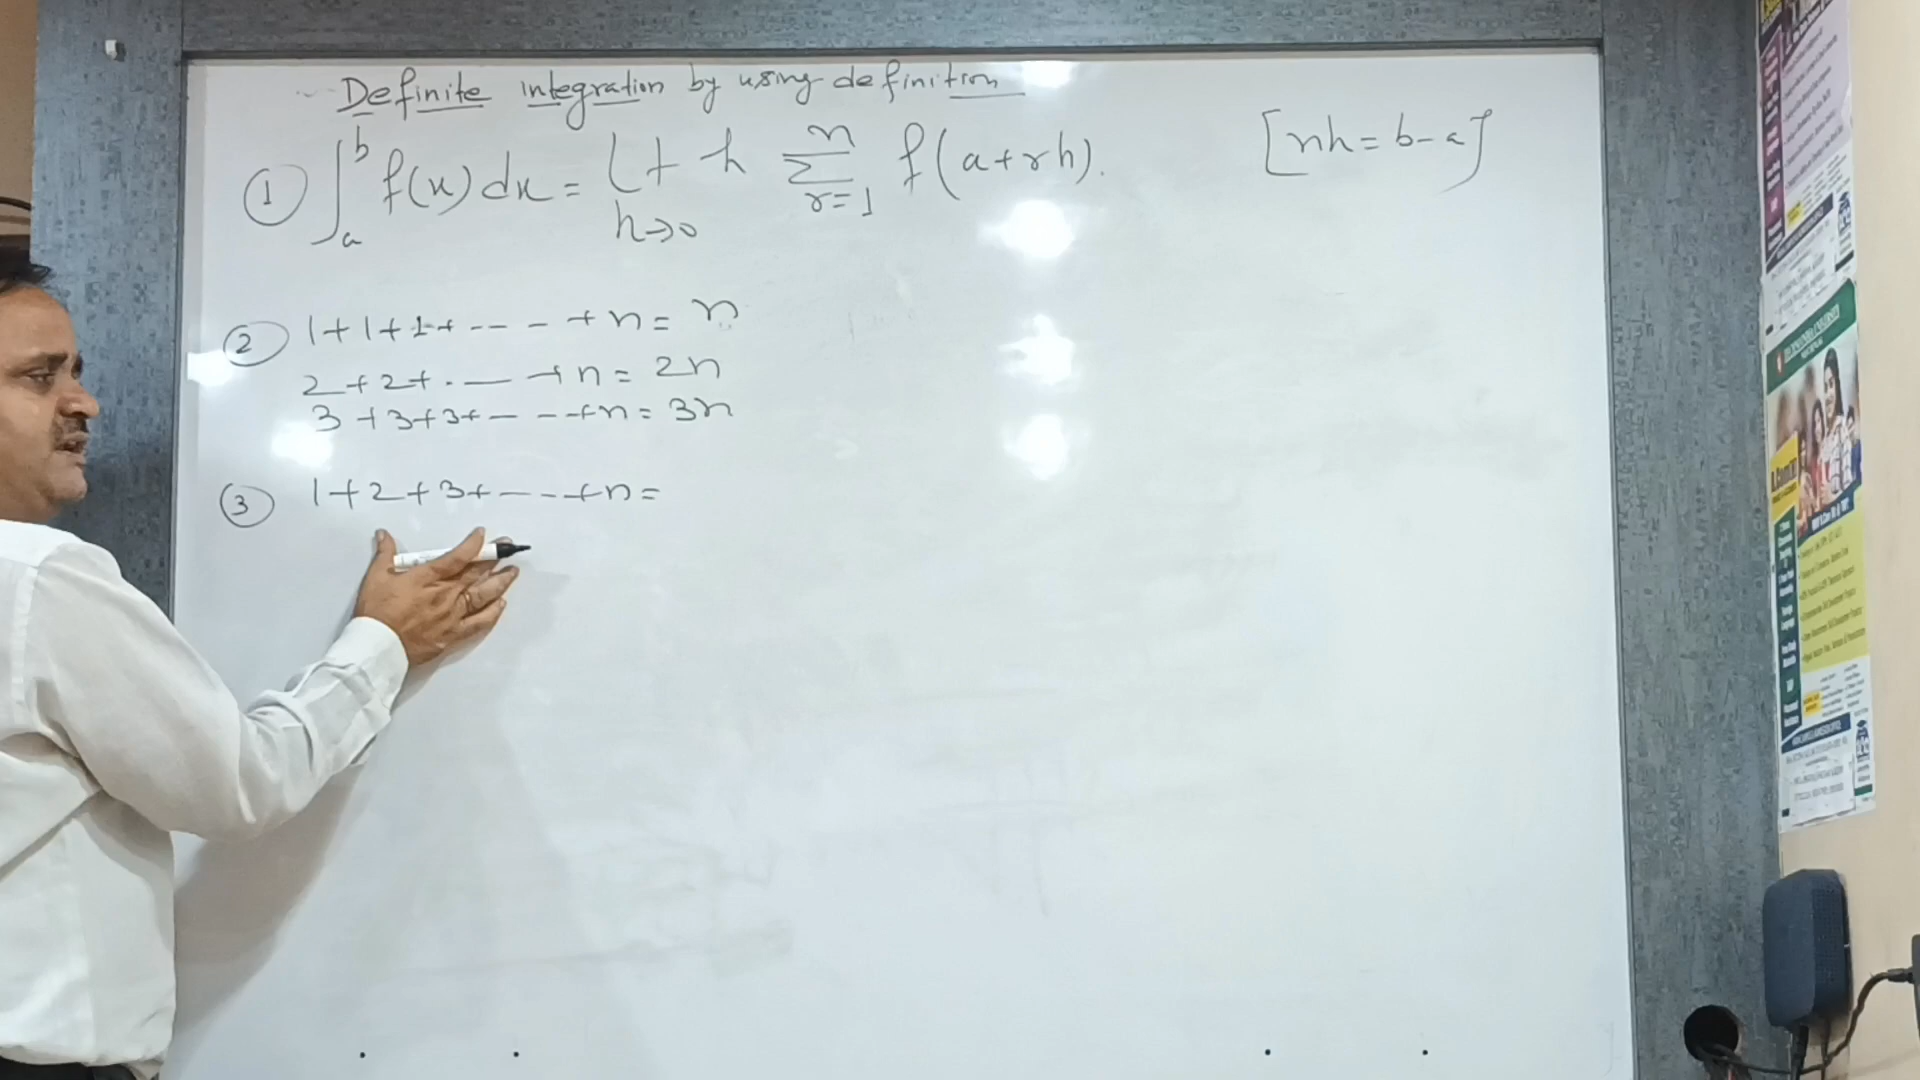 Definite integration by using definition
① ∫_a^b f(x) dx = Lt_{h→0} h Σ_{r=1}^{n} f(a+rh). [nh = b-a]
② 1+1+1+ -- - +n = n
2+2+ . — +n = 2n
3+3+3+ — - -+n = 3n
③ 1+2+3+ — - -+n =